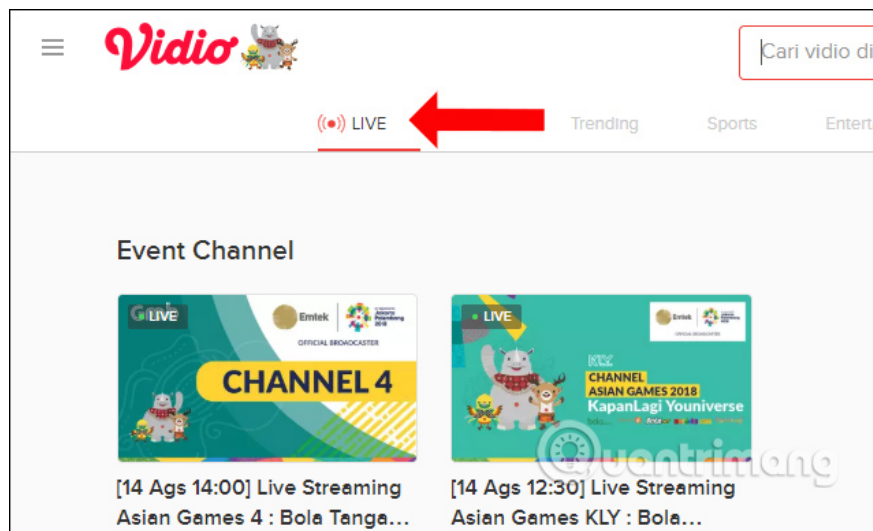 Vidio
Cari vidio di
((•)) LIVE
Trending
Sports
Entert
Event Channel
LIVE
Emtek
OFFICIAL BROADCASTER
CHANNEL 4
LIVE
Emtek
OFFICIAL BROADCASTER
KLY
CHANNEL
ASIAN GAMES 2018
KapanLagi Youniverse
uantrimang
[14 Ags 14:00] Live Streaming
Asian Games 4 : Bola Tanga...
[14 Ags 12:30] Live Streaming
Asian Games KLY : Bola...